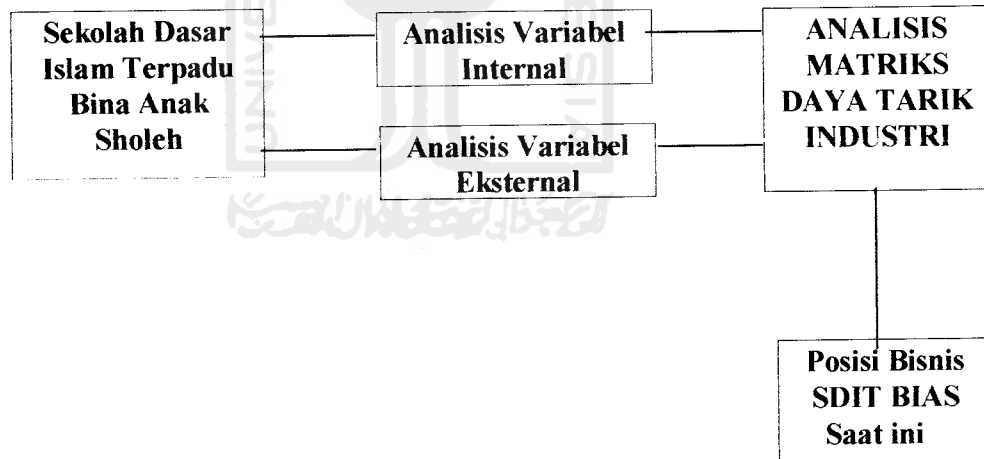 Sekolah Dasar
Islam Terpadu
Bina Anak
Sholeh
Analisis Variabel
Internal
Analisis Variabel
Eksternal
ANALISIS
MATRIKS
DAYA TARIK
INDUSTRI
Posisi Bisnis
SDIT BIAS
Saat ini